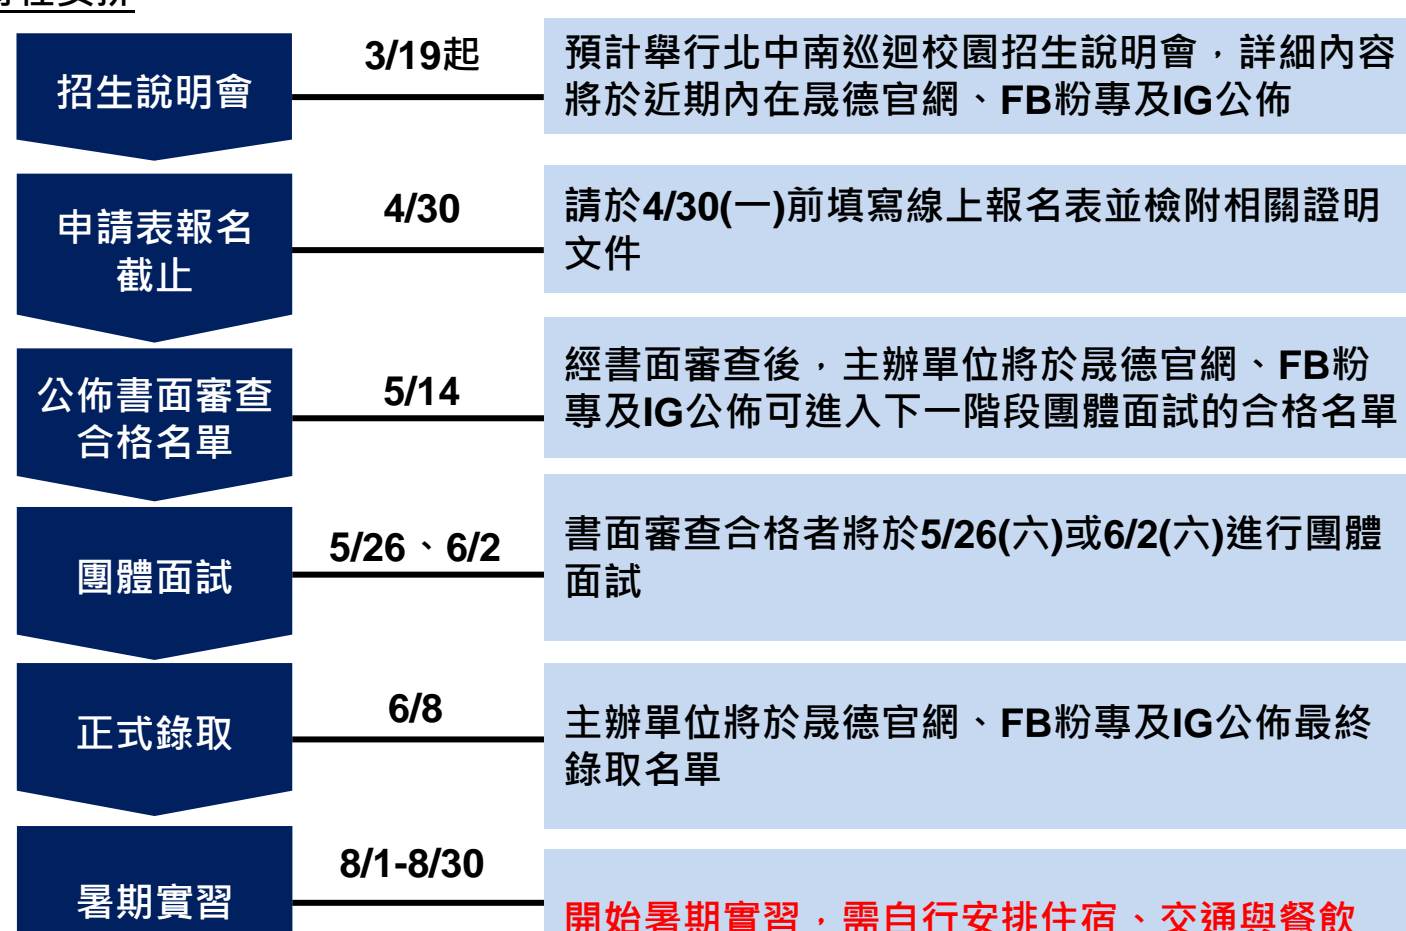 招生說明會
3/19起
預計舉行北中南巡迴校園招生說明會，詳細內容
將於近期內在晟德官網、FB粉專及IG公佈
申請表報名
截止
4/30
請於4/30(一)前填寫線上報名表並檢附相關證明
文件
公佈書面審查
合格名單
5/14
經書面審查後，主辦單位將於晟德官網、FB粉
專及IG公佈可進入下一階段團體面試的合格名單
團體面試
5/26、6/2
書面審查合格者將於5/26(六)或6/2(六)進行團體
面試
正式錄取
6/8
主辦單位將於晟德官網、FB粉專及IG公佈最終
錄取名單
暑期實習
8/1-8/30
開始暑期實習，需自行安排住宿、交通與餐飲